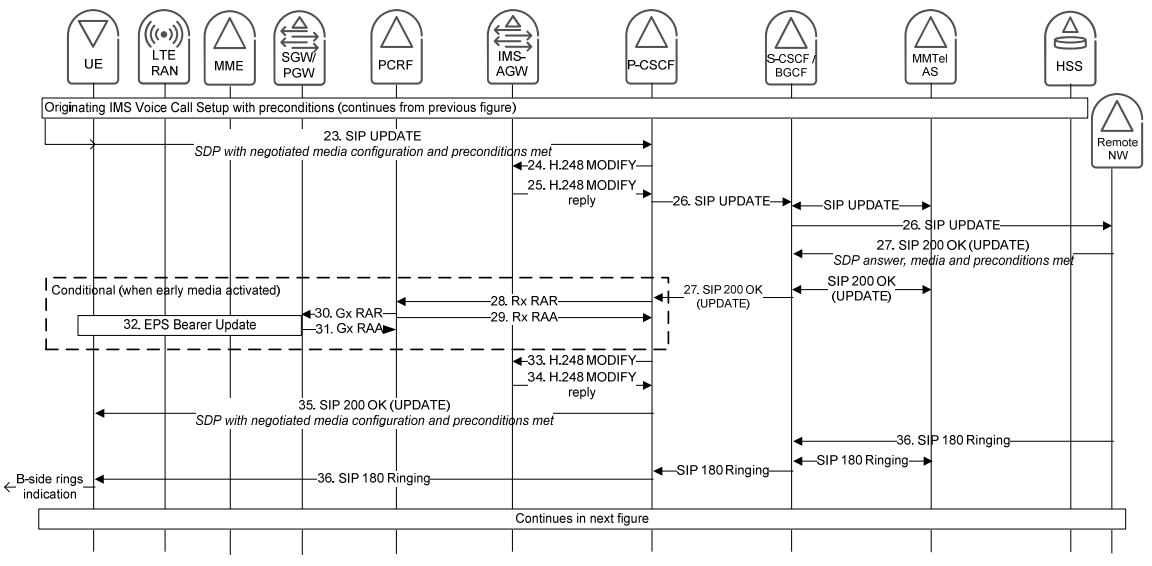 UE
LTE
RAN
MME
SGW/
PGW
PCRF
IMS-
AGW
P-CSCF
S-CSCF /
BGCF
MMTel
AS
HSS
Originating IMS Voice Call Setup with preconditions (continues from previous figure)
Remote
NW
23. SIP UPDATE
SDP with negotiated media configuration and preconditions met
24. H.248 MODIFY
25. H.248 MODIFY
reply
26. SIP UPDATE
SIP UPDATE
26. SIP UPDATE
27. SIP 200 OK (UPDATE)
SDP answer, media and preconditions met
Conditional (when early media activated)
27. SIP 200 OK
(UPDATE)
SIP 200 OK
(UPDATE)
28. Rx RAR
30. Gx RAR
29. Rx RAA
32. EPS Bearer Update
31. Gx RAA
33. H.248 MODIFY
34. H.248 MODIFY
reply
35. SIP 200 OK (UPDATE)
SDP with negotiated media configuration and preconditions met
36. SIP 180 Ringing
SIP 180 Ringing
SIP 180 Ringing
36. SIP 180 Ringing
B-side rings
indication
Continues in next figure